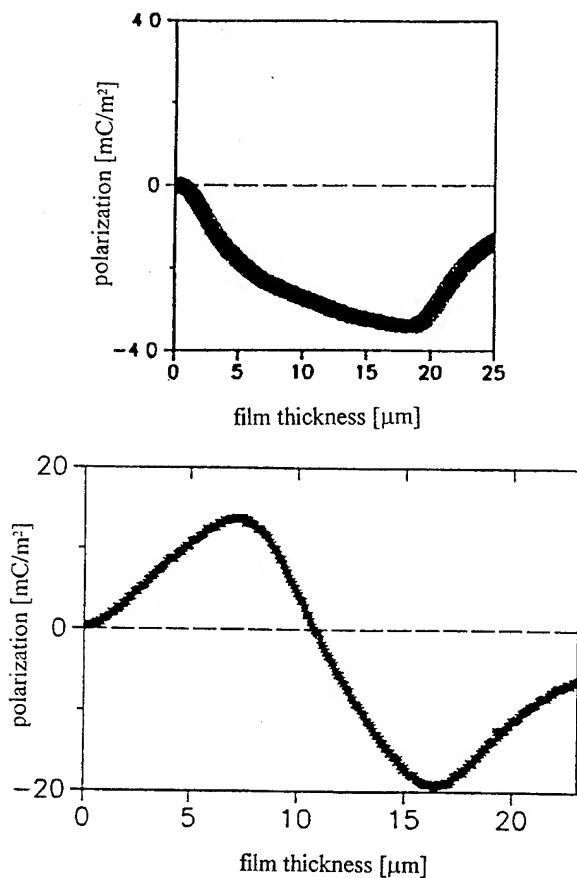 40
polarization [mC/m²]
0
-40
0 5 10 15 20 25
film thickness [μm]
20
polarization [mC/m²]
0
-20
0 5 10 15 20
film thickness [μm]